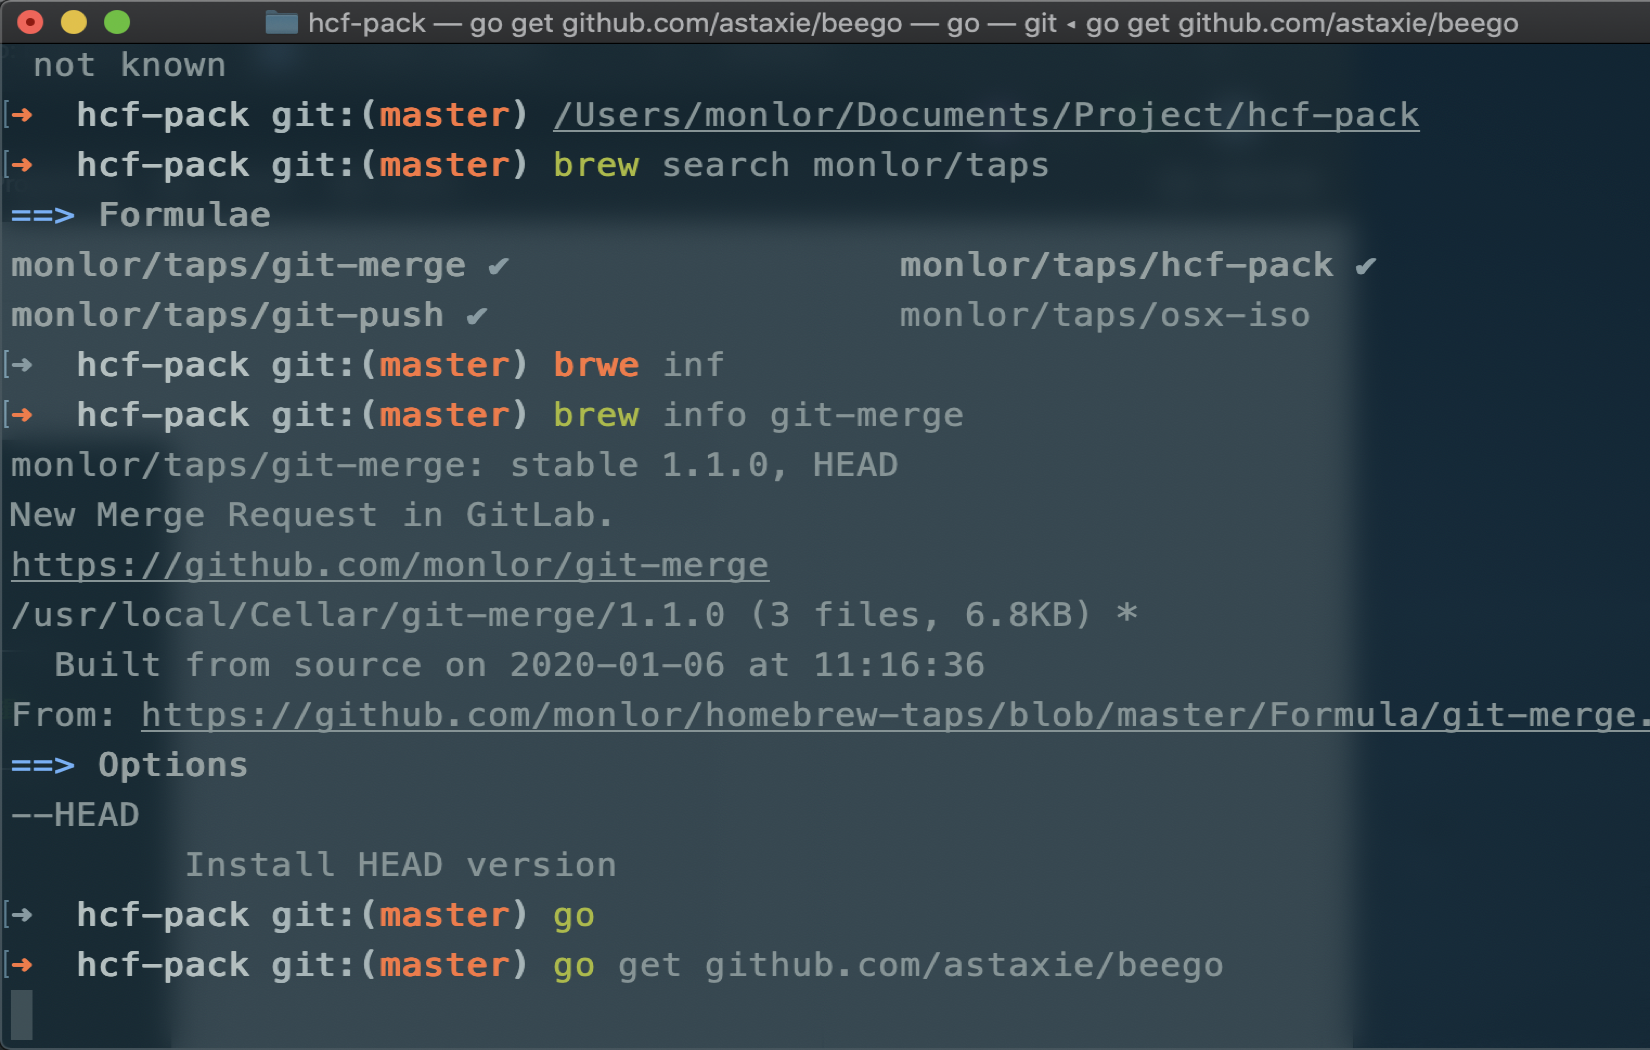 hcf-pack — go get github.com/astaxie/beego — go — git ◂ go get github.com/astaxie/beego
not known
[➜  hcf-pack git:(master) /Users/monlor/Documents/Project/hcf-pack
[➜  hcf-pack git:(master) brew search monlor/taps
==> Formulae
monlor/taps/git-merge ✔                  monlor/taps/hcf-pack ✔
monlor/taps/git-push ✔                   monlor/taps/osx-iso
[➜  hcf-pack git:(master) brwe inf
[➜  hcf-pack git:(master) brew info git-merge
monlor/taps/git-merge: stable 1.1.0, HEAD
New Merge Request in GitLab.
https://github.com/monlor/git-merge
/usr/local/Cellar/git-merge/1.1.0 (3 files, 6.8KB) *
  Built from source on 2020-01-06 at 11:16:36
From: https://github.com/monlor/homebrew-taps/blob/master/Formula/git-merge.
==> Options
--HEAD
        Install HEAD version
[➜  hcf-pack git:(master) go
[➜  hcf-pack git:(master) go get github.com/astaxie/beego